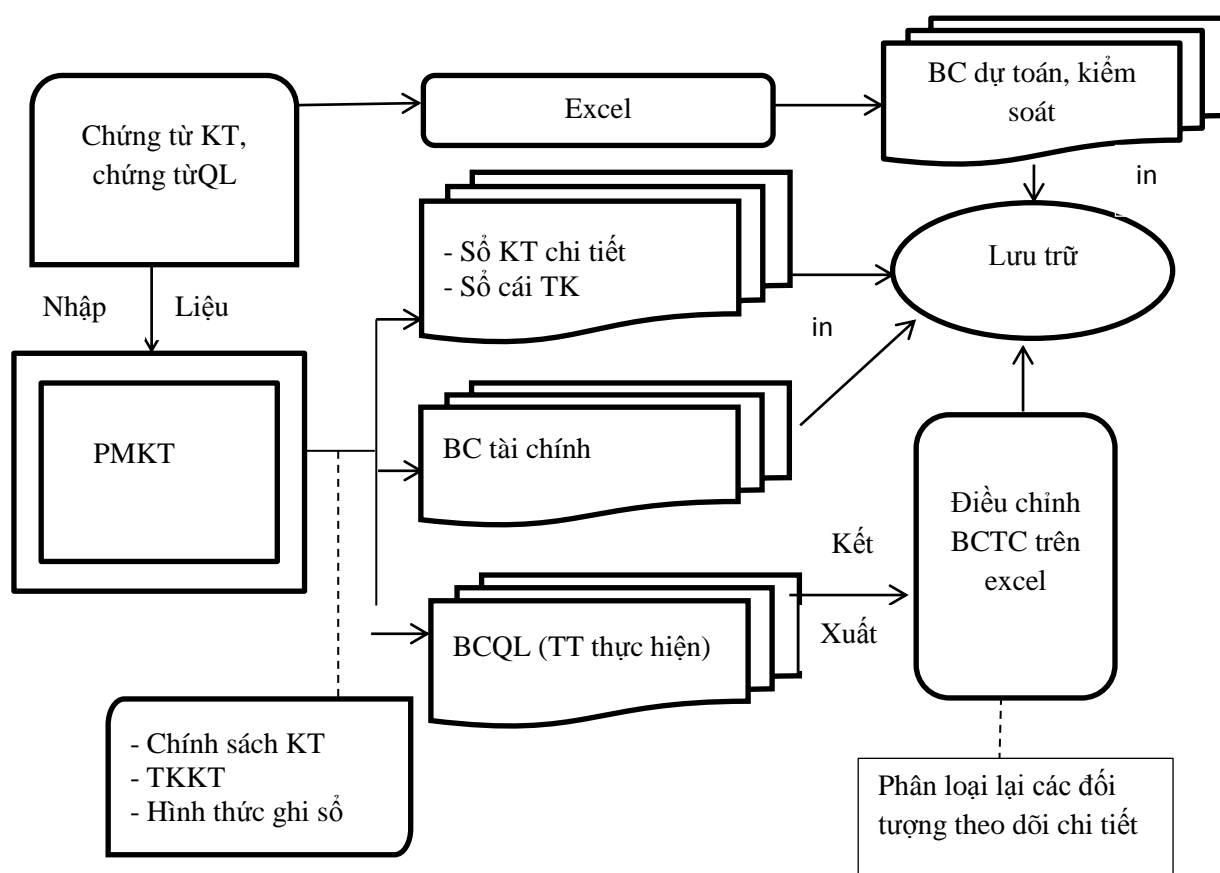 BC dự toán, kiểm
soát
Excel
Chứng từ KT,
chứng từQL
in
- Sổ KT chi tiết
- Sổ cái TK
Lưu trữ
Nhập
Liệu
in
PMKT
BC tài chính
Điều chỉnh
BCTC trên
excel
Kết
Xuất
BCQL (TT thực hiện)
- Chính sách KT
- TKKT
- Hình thức ghi sổ
Phân loại lại các đối
tượng theo dõi chi tiết